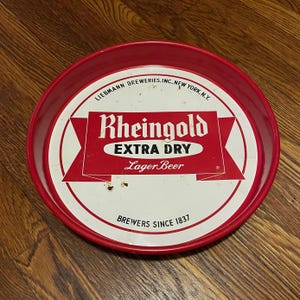 LIEBMANN BREWERIES, INC., NEW YORK, N.Y.
Rheingold
EXTRA DRY
Lager Beer
BREWERS SINCE 1837